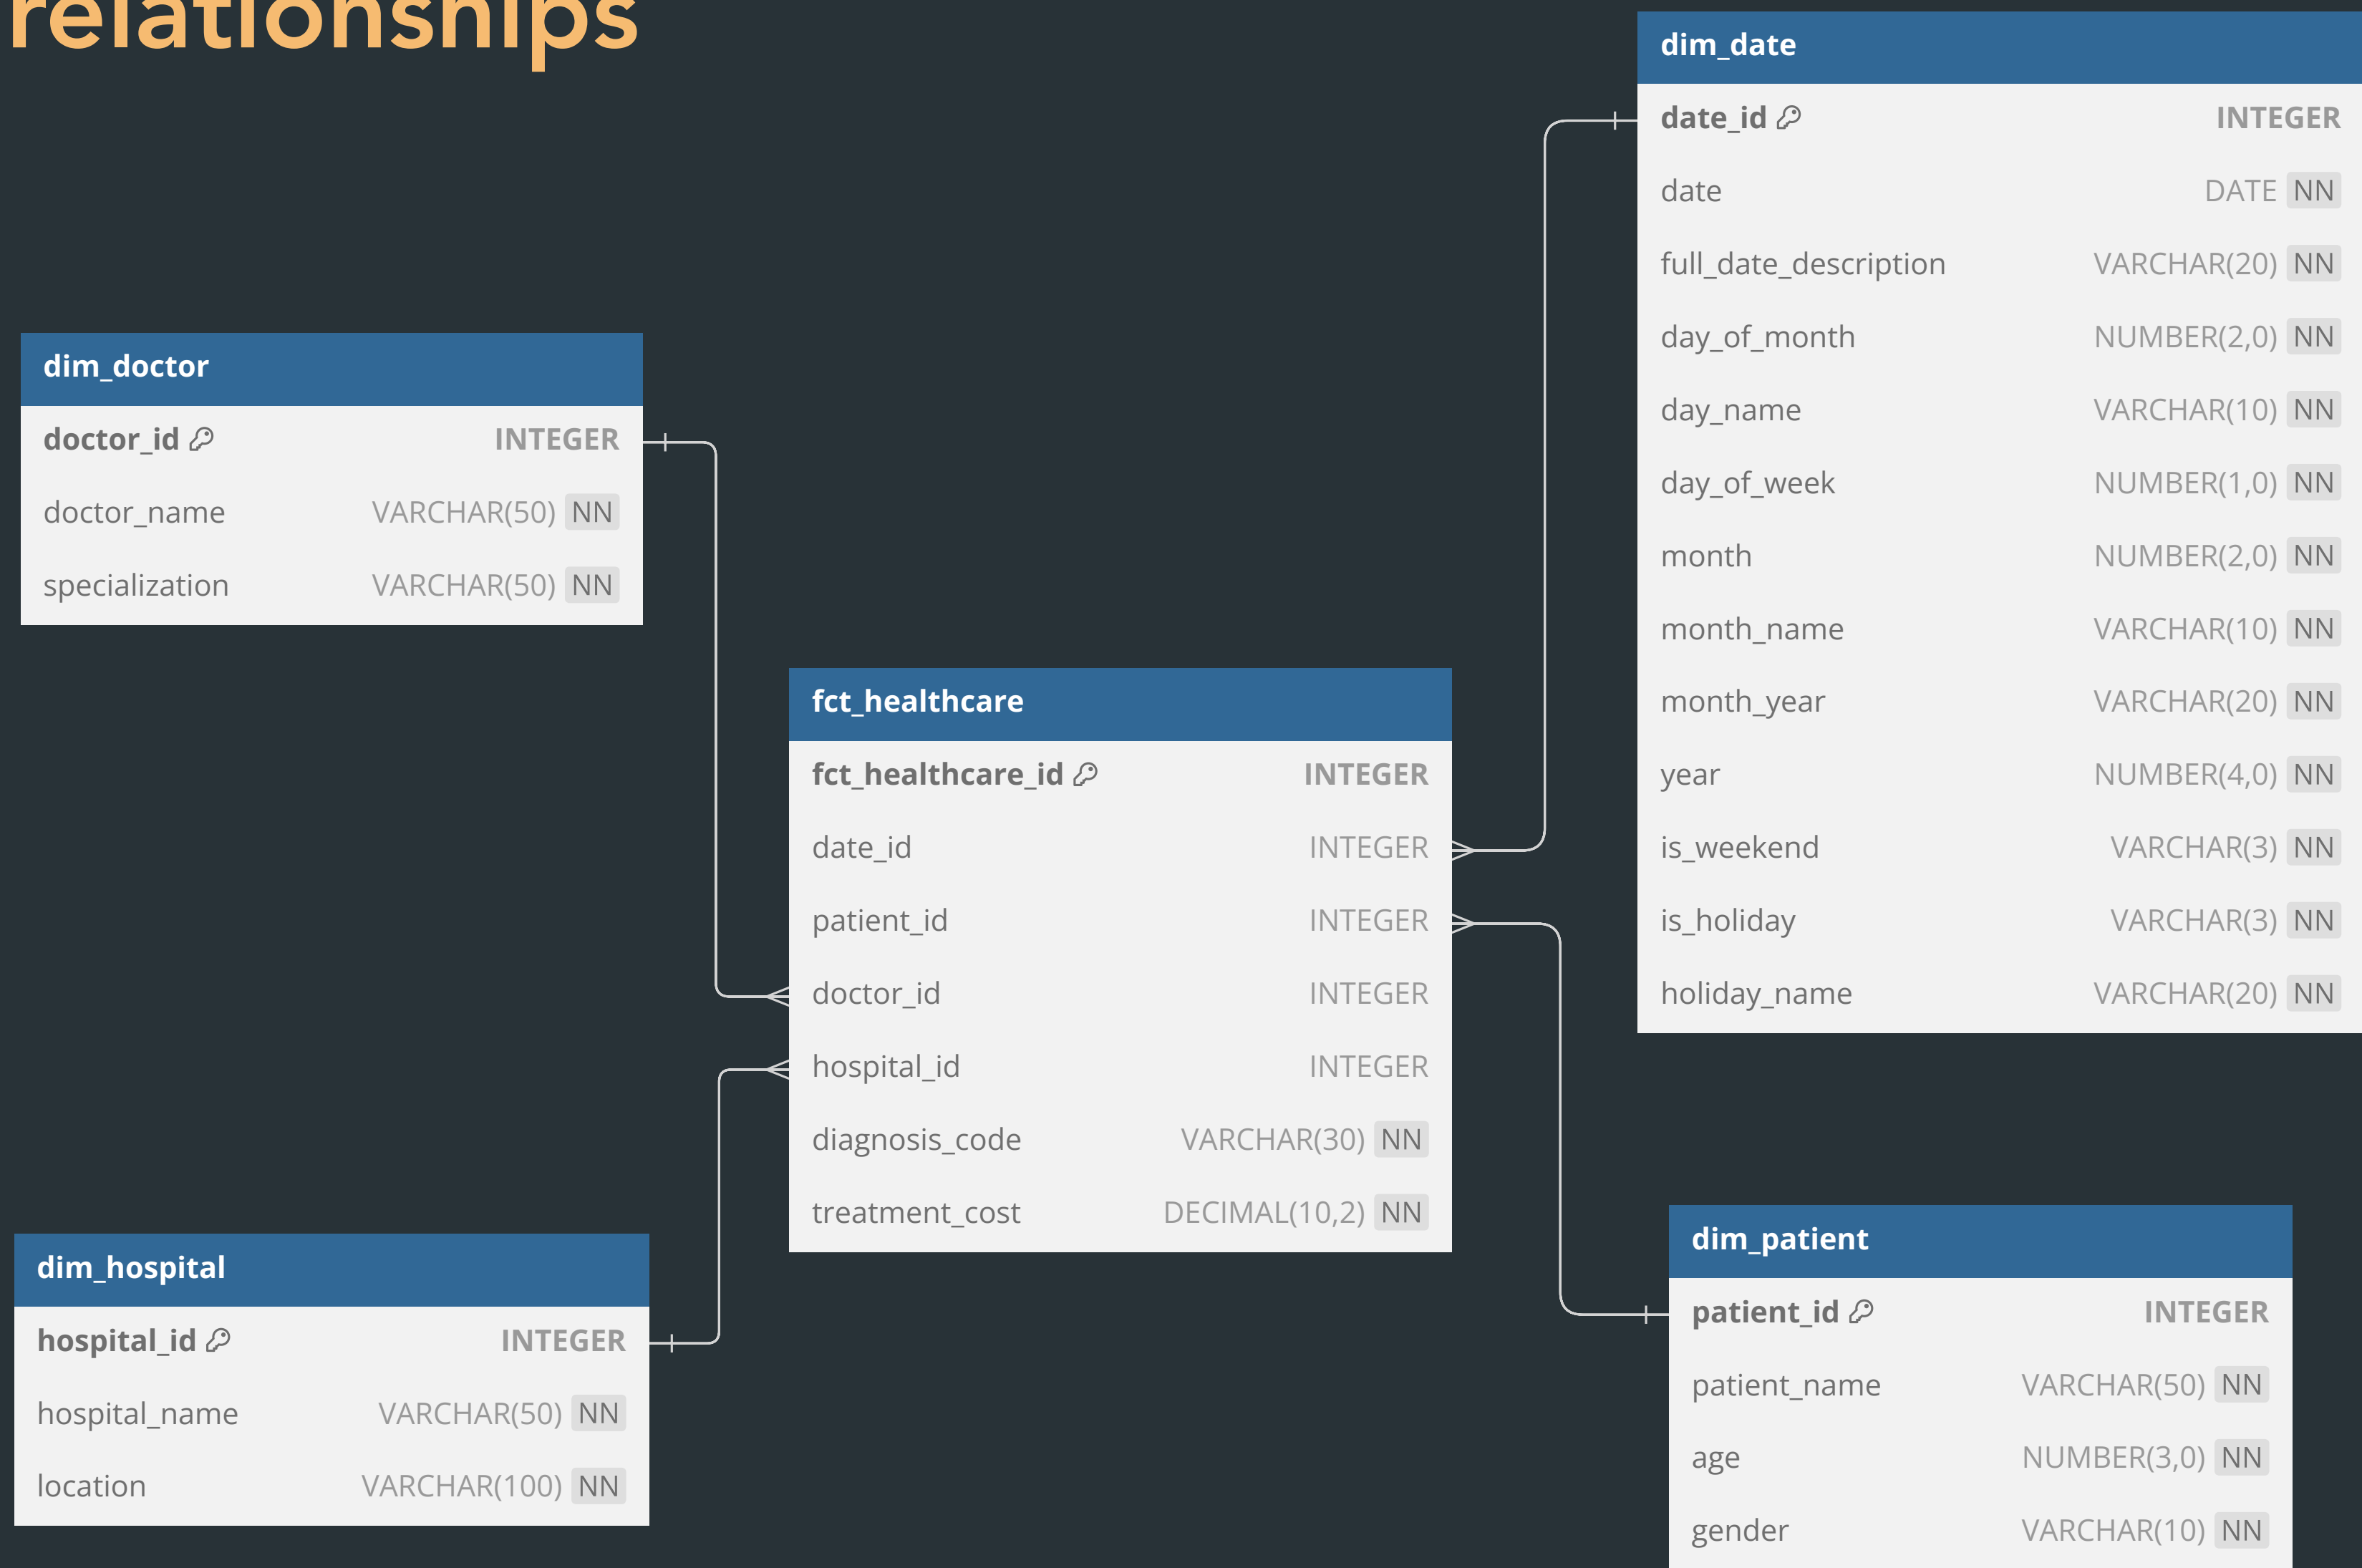 relationships
dim_doctor
doctor_id INTEGER
doctor_name VARCHAR(50) NN
specialization VARCHAR(50) NN
dim_hospital
hospital_id INTEGER
hospital_name VARCHAR(50) NN
location VARCHAR(100) NN
fct_healthcare
fct_healthcare_id INTEGER
date_id INTEGER
patient_id INTEGER
doctor_id INTEGER
hospital_id INTEGER
diagnosis_code VARCHAR(30) NN
treatment_cost DECIMAL(10,2) NN
dim_date
date_id INTEGER
date DATE NN
full_date_description VARCHAR(20) NN
day_of_month NUMBER(2,0) NN
day_name VARCHAR(10) NN
day_of_week NUMBER(1,0) NN
month NUMBER(2,0) NN
month_name VARCHAR(10) NN
month_year VARCHAR(20) NN
year NUMBER(4,0) NN
is_weekend VARCHAR(3) NN
is_holiday VARCHAR(3) NN
holiday_name VARCHAR(20) NN
dim_patient
patient_id INTEGER
patient_name VARCHAR(50) NN
age NUMBER(3,0) NN
gender VARCHAR(10) NN